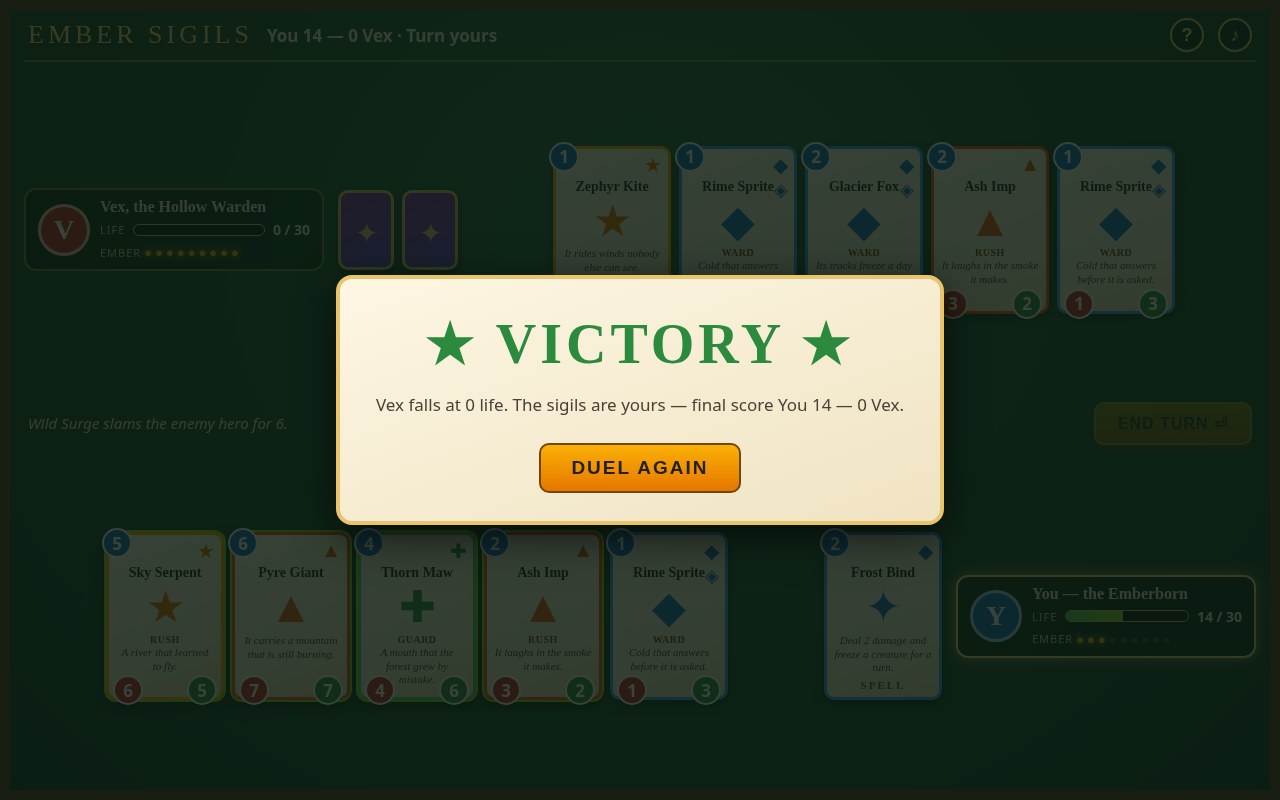 EMBER SIGILS You 14 — 0 Vex · Turn yours ? ♪
V Vex, the Hollow Warden
LIFE 0 / 30
EMBER
1 Zephyr Kite
It rides winds nobody
else can see.
1 Rime Sprite
WARD
Cold that answers
2 Glacier Fox
WARD
Its tracks freeze a day
2 Ash Imp
RUSH
It laughs in the smoke
it makes.
3 2
1 Rime Sprite
WARD
Cold that answers
before it is asked.
1 3
★ VICTORY ★
Vex falls at 0 life. The sigils are yours — final score You 14 — 0 Vex.
DUEL AGAIN
Wild Surge slams the enemy hero for 6.
END TURN ⏎
5 Sky Serpent
RUSH
A river that learned
to fly.
6 5
6 Pyre Giant
It carries a mountain
that is still burning.
7 7
4 Thorn Maw
GUARD
A mouth that the
forest grew by
mistake.
4 6
2 Ash Imp
RUSH
It laughs in the smoke
it makes.
3 2
1 Rime Sprite
WARD
Cold that answers
before it is asked.
1 3
2 Frost Bind
Deal 2 damage and
freeze a creature for a
turn.
SPELL
Y You — the Emberborn
LIFE 14 / 30
EMBER